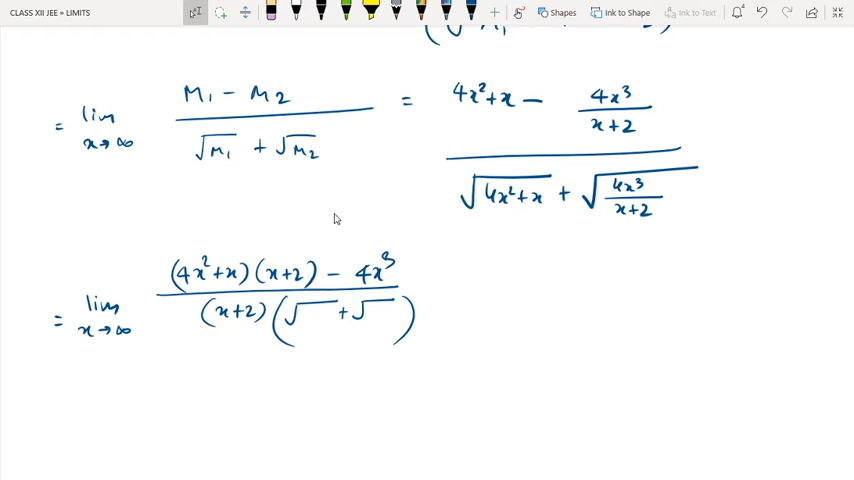 CLASS XII JEE » LIMITS
Shapes Ink to Shape Ink to Text
= lim x→∞ (M₁ − M₂) / (√M₁ + √M₂) = (4x²+x − 4x³/(x+2)) / (√(4x²+x) + √(4x³/(x+2)))
= lim x→∞ ((4x²+x)(x+2) − 4x³) / ((x+2)(√ + √ ))